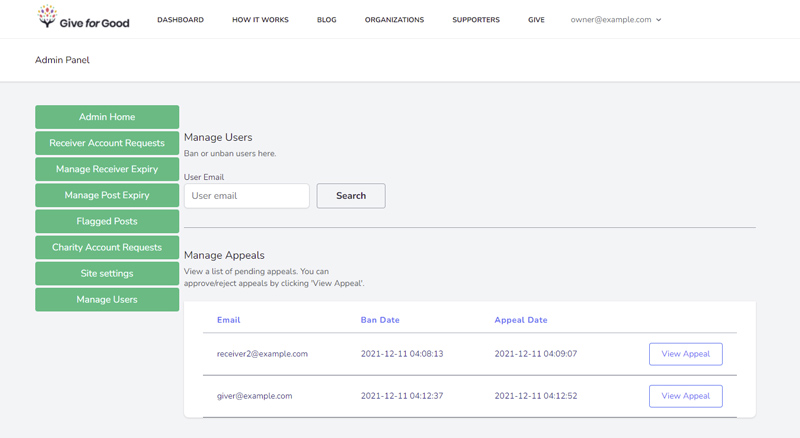 Give for Good
DASHBOARD HOW IT WORKS BLOG ORGANIZATIONS SUPPORTERS GIVE owner@example.com
Admin Panel
Admin Home
Receiver Account Requests
Manage Receiver Expiry
Manage Post Expiry
Flagged Posts
Charity Account Requests
Site settings
Manage Users
Manage Users
Ban or unban users here.
User Email
User email Search
Manage Appeals
View a list of pending appeals. You can
approve/reject appeals by clicking 'View Appeal'.
Email Ban Date Appeal Date
receiver2@example.com 2021-12-11 04:08:13 2021-12-11 04:09:07 View Appeal
giver@example.com 2021-12-11 04:12:37 2021-12-11 04:12:52 View Appeal